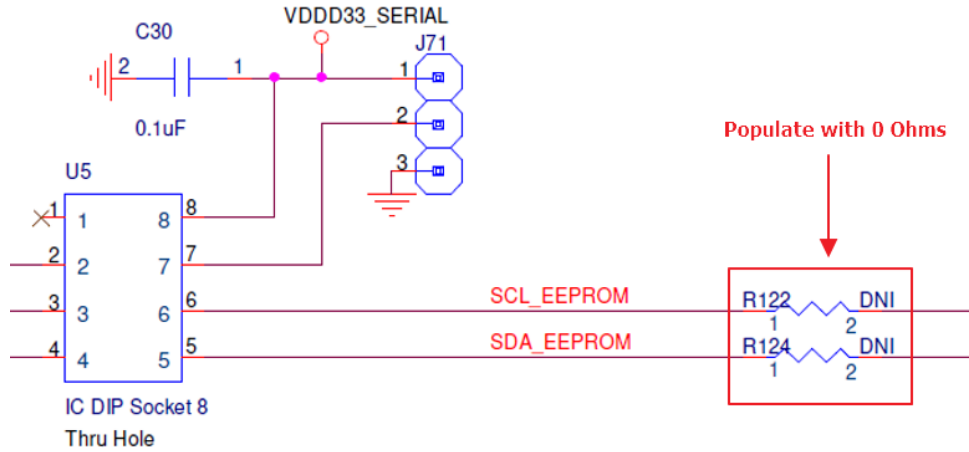 VDDD33_SERIAL
C30
J71
2
1
1
0.1uF
2
Populate with 0 Ohms
3
U5
1
1
8
8
2
2
7
7
3
3
6
6
SCL_EEPROM
R122
DNI
1
2
4
4
5
5
SDA_EEPROM
R124
DNI
1
2
IC DIP Socket 8
Thru Hole